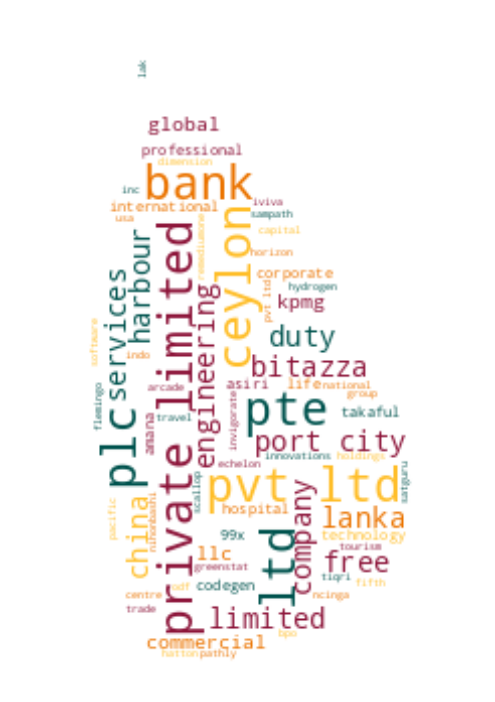 lak
global
professional
dimension
bank
inc
international
iviva
usa
sampath
capital
private limited
ceylon
harbour
remediumone
horizon
services
corporate
hydrogen
pvt ltd
kpmg
engineering
software
duty
indo
bitazza
arcade
asiri
life
national
group
flemingo
plc
pte
takaful
amana
travel
invigorate
port city
innovations
holdings
echelon
satguru
scallop
pvt ltd
company
china
nihonbashi
pacific
hospital
lanka
99x
ltd
technology
llc
tourism
free
greenstat
tiqri
fifth
codegen
centre
ncinga
trade
limited
bpo
commercial
hatton
pathly